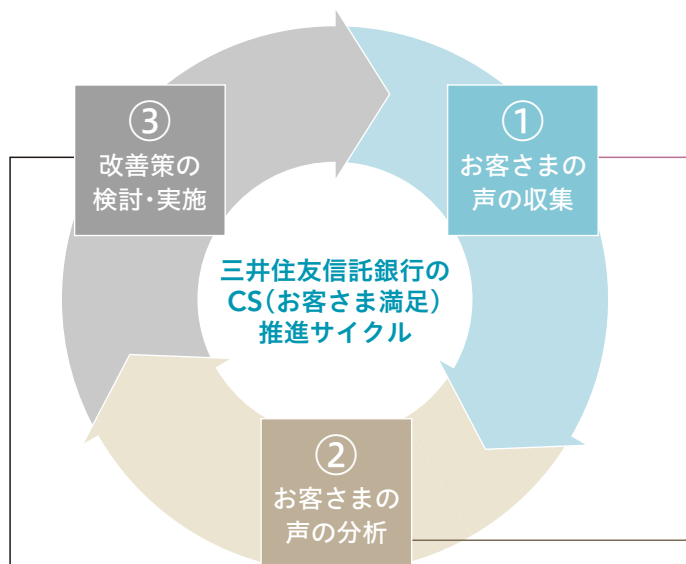 ①
お客さまの
声の収集
②
お客さまの
声の分析
③
改善策の
検討・実施
三井住友信託銀行の
CS(お客さま満足)
推進サイクル